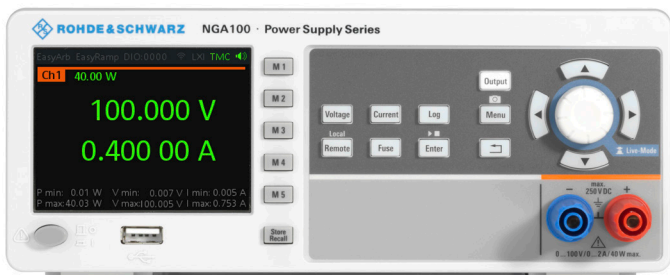 ROHDE & SCHWARZ NGA100 · Power Supply Series
EasyArb EasyRamp DIO:0000 LXI TMC
Ch1 40.00 W
100.000 V
0.400 00 A
P min: 0.01 W V min: 0.007 V I min: 0.005 A
P max: 40.03 W V max: 100.005 V I max: 0.753 A
M 1
M 2
M 3
M 4
M 5
Store
Recall
Output
Voltage Current Log Menu
Local
Remote Fuse Enter
Live-Mode
max.
250 V DC
- +
0...100 V / 0...2 A / 40 W max.